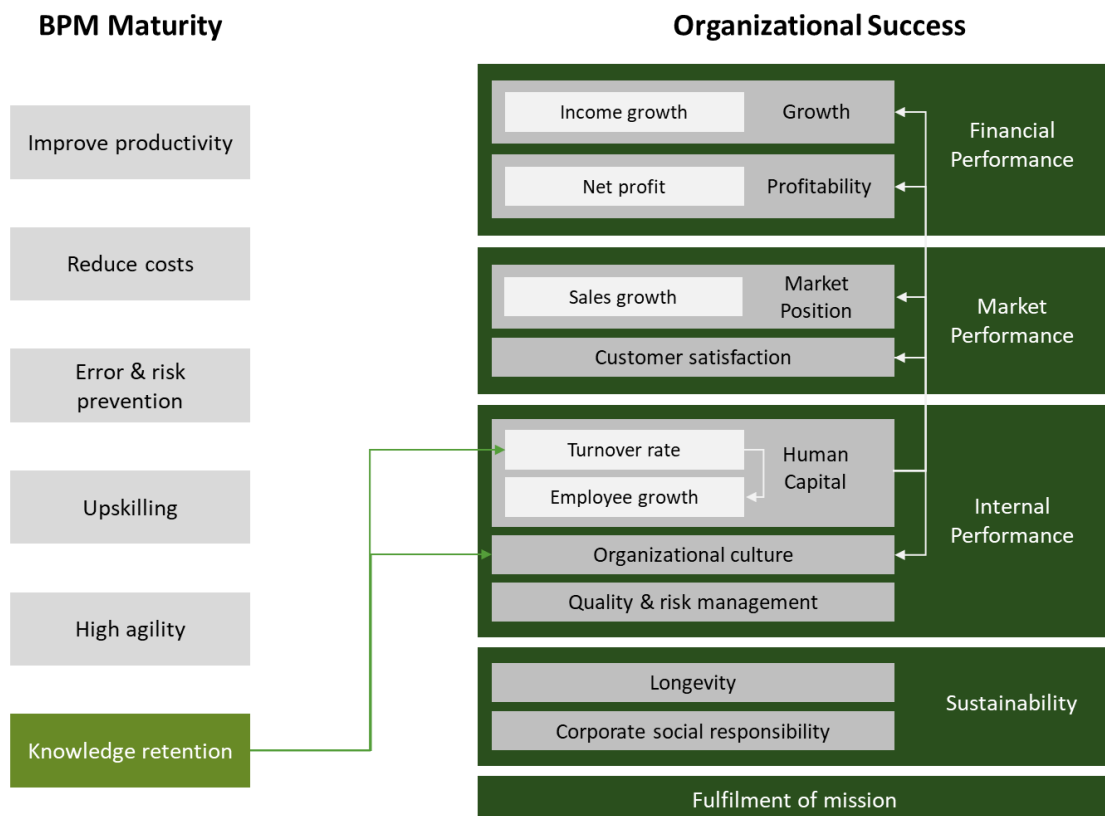 BPM Maturity
Improve productivity
Reduce costs
Error & risk
prevention
Upskilling
High agility
Knowledge retention
Organizational Success
Income growth
Growth
Net profit
Profitability
Financial
Performance
Sales growth
Market
Position
Customer satisfaction
Market
Performance
Turnover rate
Employee growth
Human
Capital
Organizational culture
Quality & risk management
Internal
Performance
Longevity
Corporate social responsibility
Sustainability
Fulfilment of mission